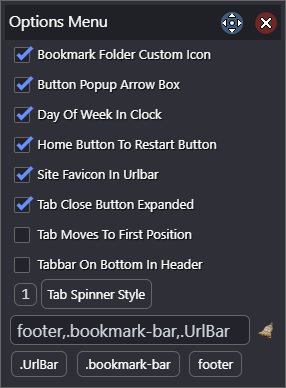 Options Menu
Bookmark Folder Custom Icon
Button Popup Arrow Box
Day Of Week In Clock
Home Button To Restart Button
Site Favicon In Urlbar
Tab Close Button Expanded
Tab Moves To First Position
Tabbar On Bottom In Header
1 Tab Spinner Style
footer,.bookmark-bar,.UrlBar
.UrlBar .bookmark-bar footer